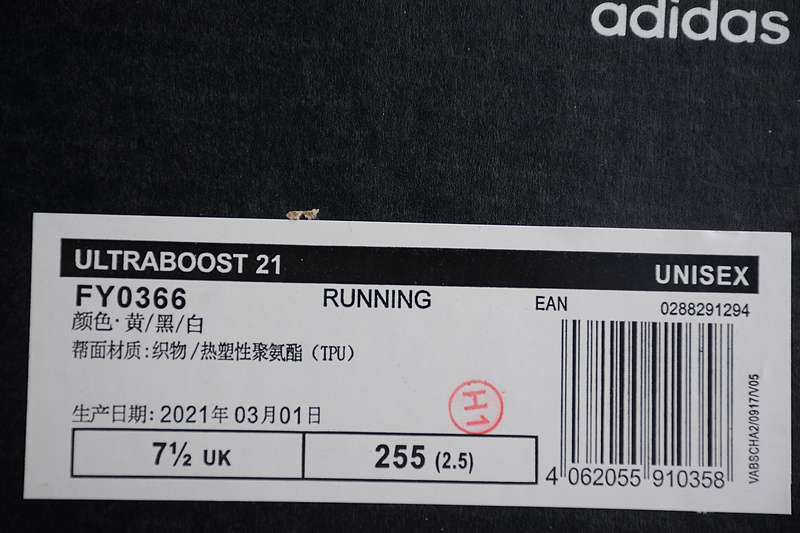 adidas
ULTRABOOST 21
UNISEX
FY0366
RUNNING
EAN
0288291294
颜色·黄/黑/白
帮面材质:织物/热塑性聚氨酯(TPU)
生产日期:2021年03月01日
H1
7½ UK
255 (2.5)
4 062055 910358
VABSCHA2/0917/V05